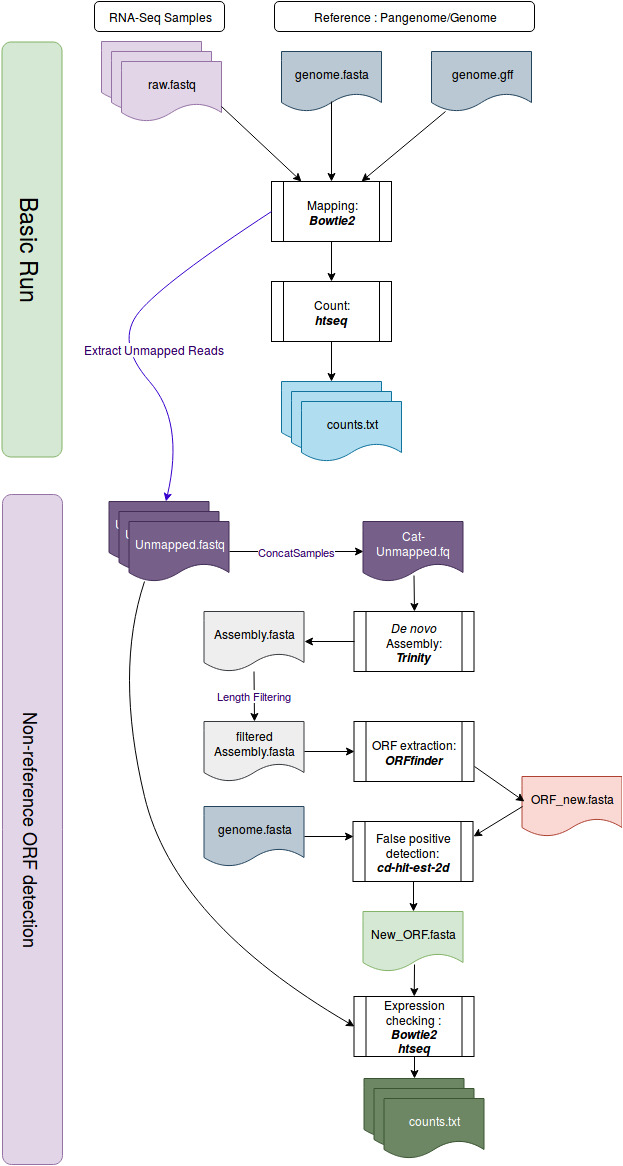 RNA-Seq Samples
Reference : Pangenome/Genome
raw.fastq
genome.fasta
genome.gff
Basic Run
Mapping:
Bowtie2
Count:
htseq
Extract Unmapped Reads
counts.txt
Non-reference ORF detection
U
U
Unmapped.fastq
ConcatSamples
Cat-
Unmapped.fq
De novo
Assembly:
Trinity
Assembly.fasta
Length Filtering
filtered
Assembly.fasta
ORF extraction:
ORFfinder
ORF_new.fasta
genome.fasta
False positive
detection:
cd-hit-est-2d
New_ORF.fasta
Expression
checking :
Bowtie2
htseq
counts.txt